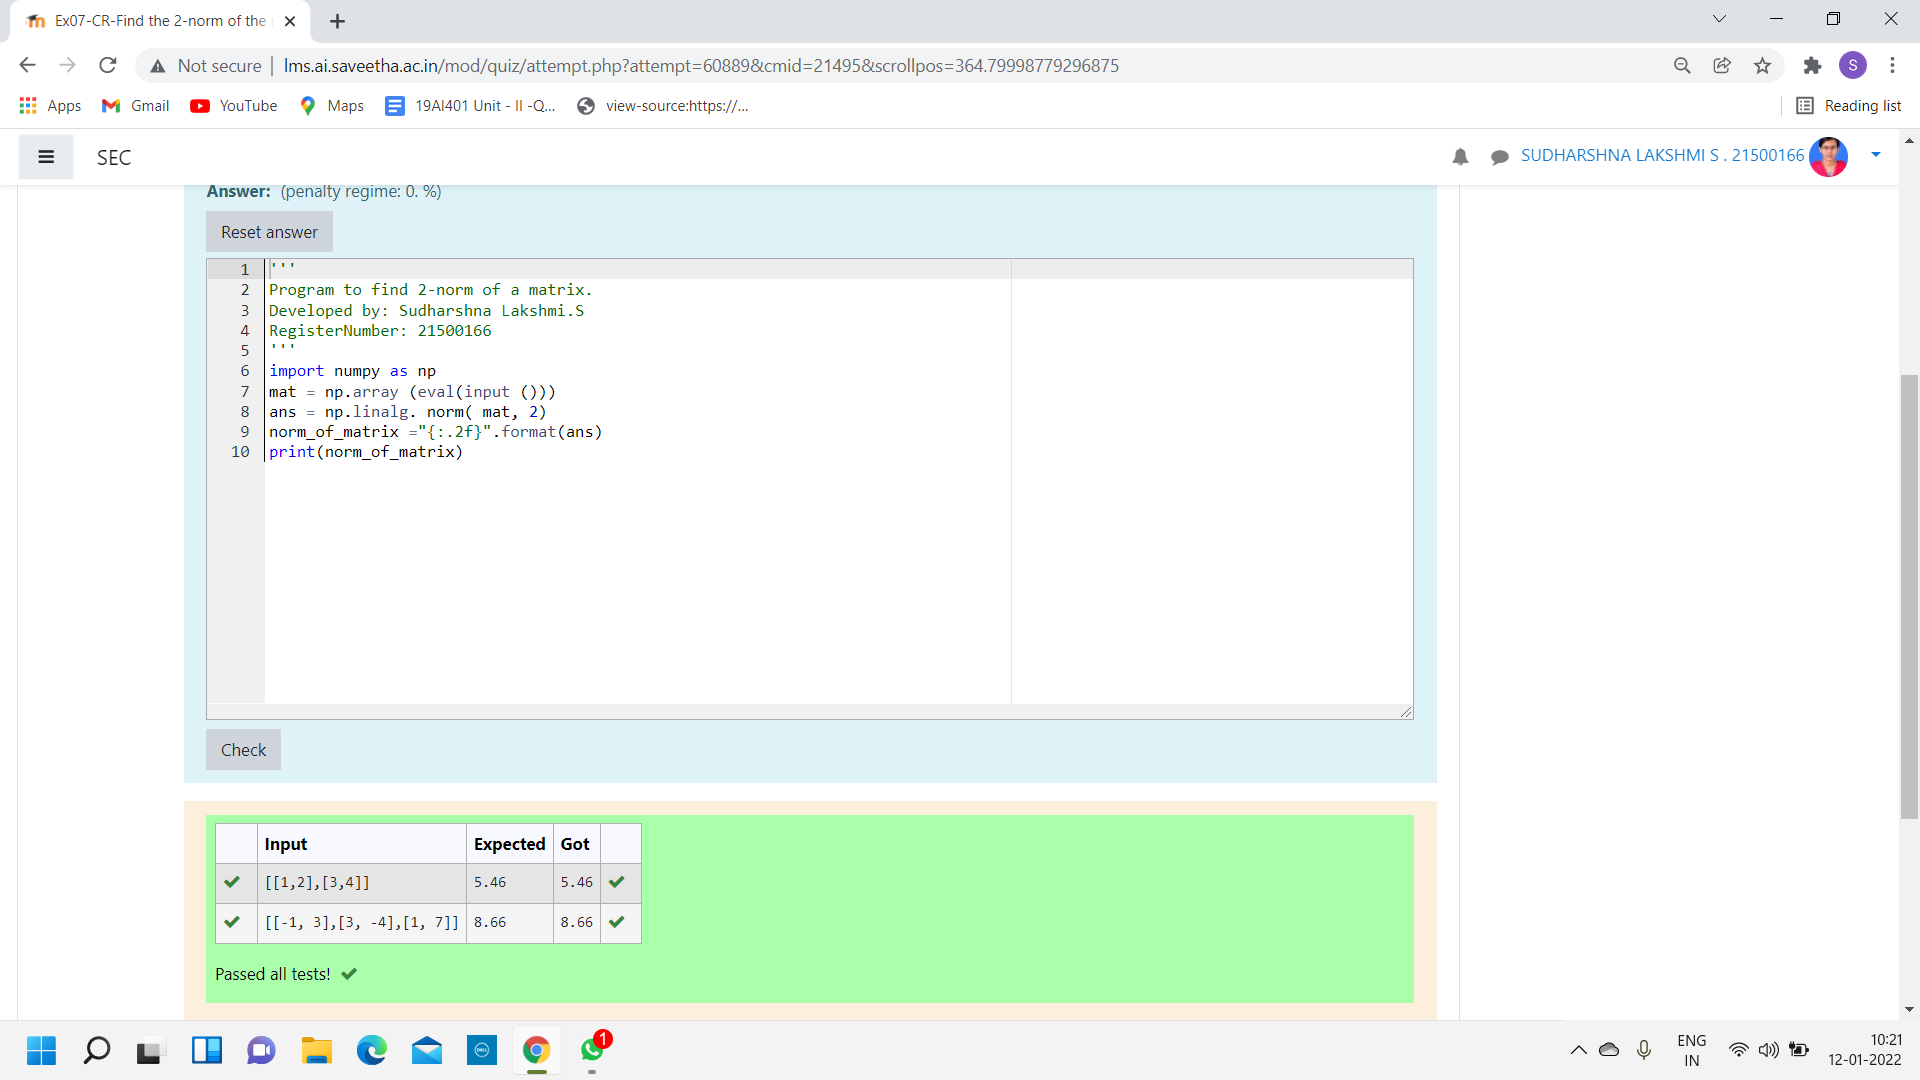 Ex07-CR-Find the 2-norm of the
Not secure | lms.ai.saveetha.ac.in/mod/quiz/attempt.php?attempt=60889&cmid=21495&scrollpos=364.79998779296875
S
Apps Gmail YouTube Maps 19AI401 Unit - II -Q... view-source:https://... Reading list
SEC
SUDHARSHNA LAKSHMI S . 21500166
Answer: (penalty regime: 0. %)
Reset answer
1 '''
2 Program to find 2-norm of a matrix.
3 Developed by: Sudharshna Lakshmi.S
4 RegisterNumber: 21500166
5 '''
6 import numpy as np
7 mat = np.array (eval(input ()))
8 ans = np.linalg. norm( mat, 2)
9 norm_of_matrix ="{:.2f}".format(ans)
10 print(norm_of_matrix)
Check
Input Expected Got
[[1,2],[3,4]] 5.46 5.46
[[-1, 3],[3, -4],[1, 7]] 8.66 8.66
Passed all tests!
DELL
1
ENG
IN
10:21
12-01-2022